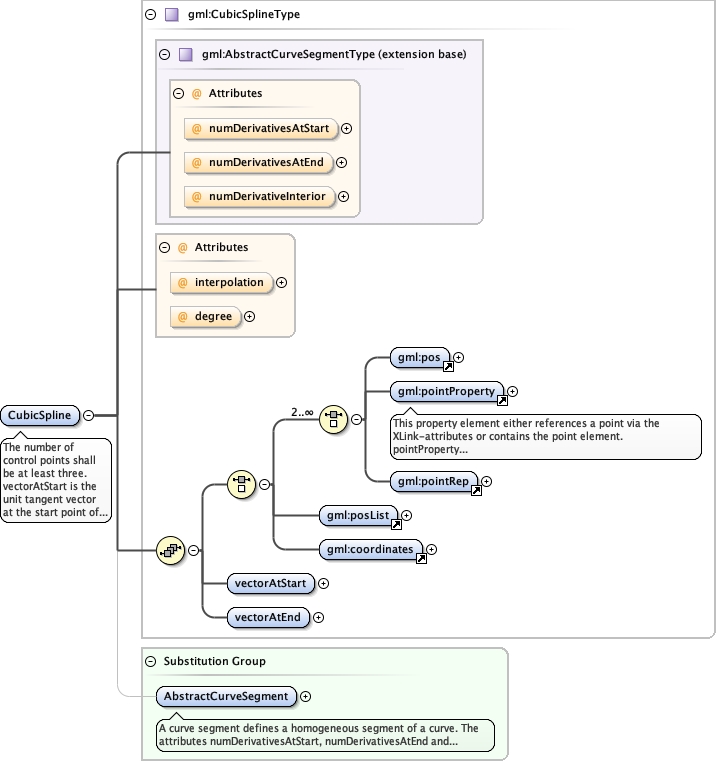 gml:CubicSplineType
gml:AbstractCurveSegmentType (extension base)
@ Attributes
@ numDerivativesAtStart
@ numDerivativesAtEnd
@ numDerivativeInterior
@ Attributes
@ interpolation
@ degree
CubicSpline
The number of
control points shall
be at least three.
vectorAtStart is the
unit tangent vector
at the start point of...
2..∞
gml:pos
gml:pointProperty
This property element either references a point via the
XLink-attributes or contains the point element.
pointProperty...
gml:pointRep
gml:posList
gml:coordinates
vectorAtStart
vectorAtEnd
Substitution Group
AbstractCurveSegment
A curve segment defines a homogeneous segment of a curve. The
attributes numDerivativesAtStart, numDerivativesAtEnd and...